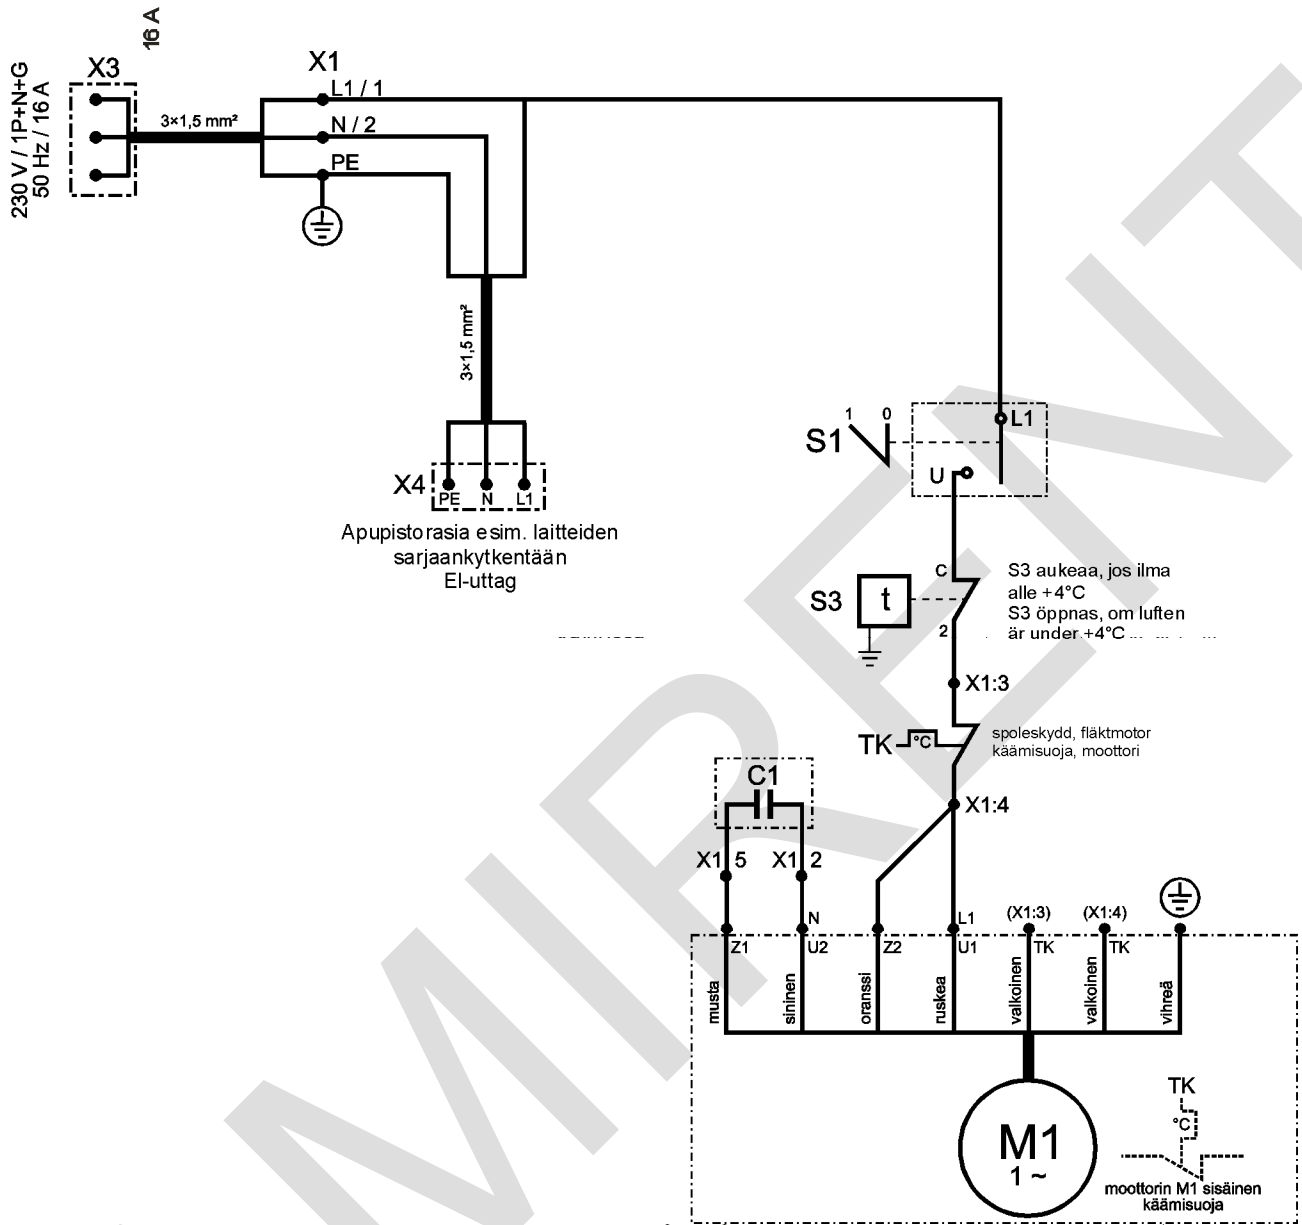 16 A
230 V / 1P+N+G
50 Hz / 16 A
X3
3×1,5 mm²
X1
L1 / 1
N / 2
PE
3×1,5 mm²
X4
PE N L1
Apupistorasia esim. laitteiden
sarjaankytkentään
El-uttag
S1
1 0
L1
U
S3
t
C
2
S3 aukeaa, jos ilma
alle +4°C
S3 öppnas, om luften
är under +4°C
X1:3
TK
°C
spoleskydd, fläktmotor
käämisuoja, moottori
C1
X1:4
X1 5
X1 2
N
L1
(X1:3)
(X1:4)
Z1
U2
Z2
U1
TK
TK
musta
sininen
oranssi
ruskea
valkoinen
valkoinen
vihreä
M1
1 ~
TK
°C
moottorin M1 sisäinen
käämisuoja
MIRENT